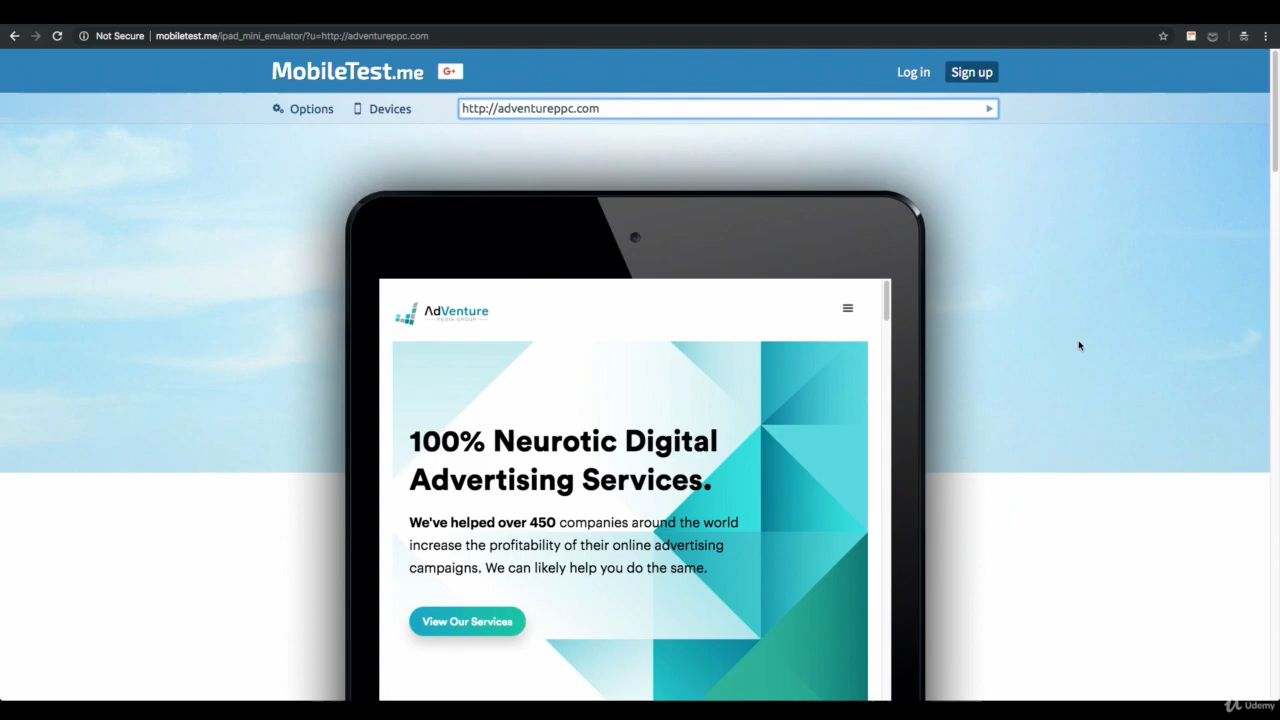 Not Secure | mobiletest.me/ipad_mini_emulator/?u=http://adventureppc.com
MobileTest.me G+ Log in Sign up
Options Devices http://adventureppc.com
AdVenture
MEDIA GROUP
100% Neurotic Digital
Advertising Services.
We've helped over 450 companies around the world
increase the profitability of their online advertising
campaigns. We can likely help you do the same.
View Our Services
Udemy